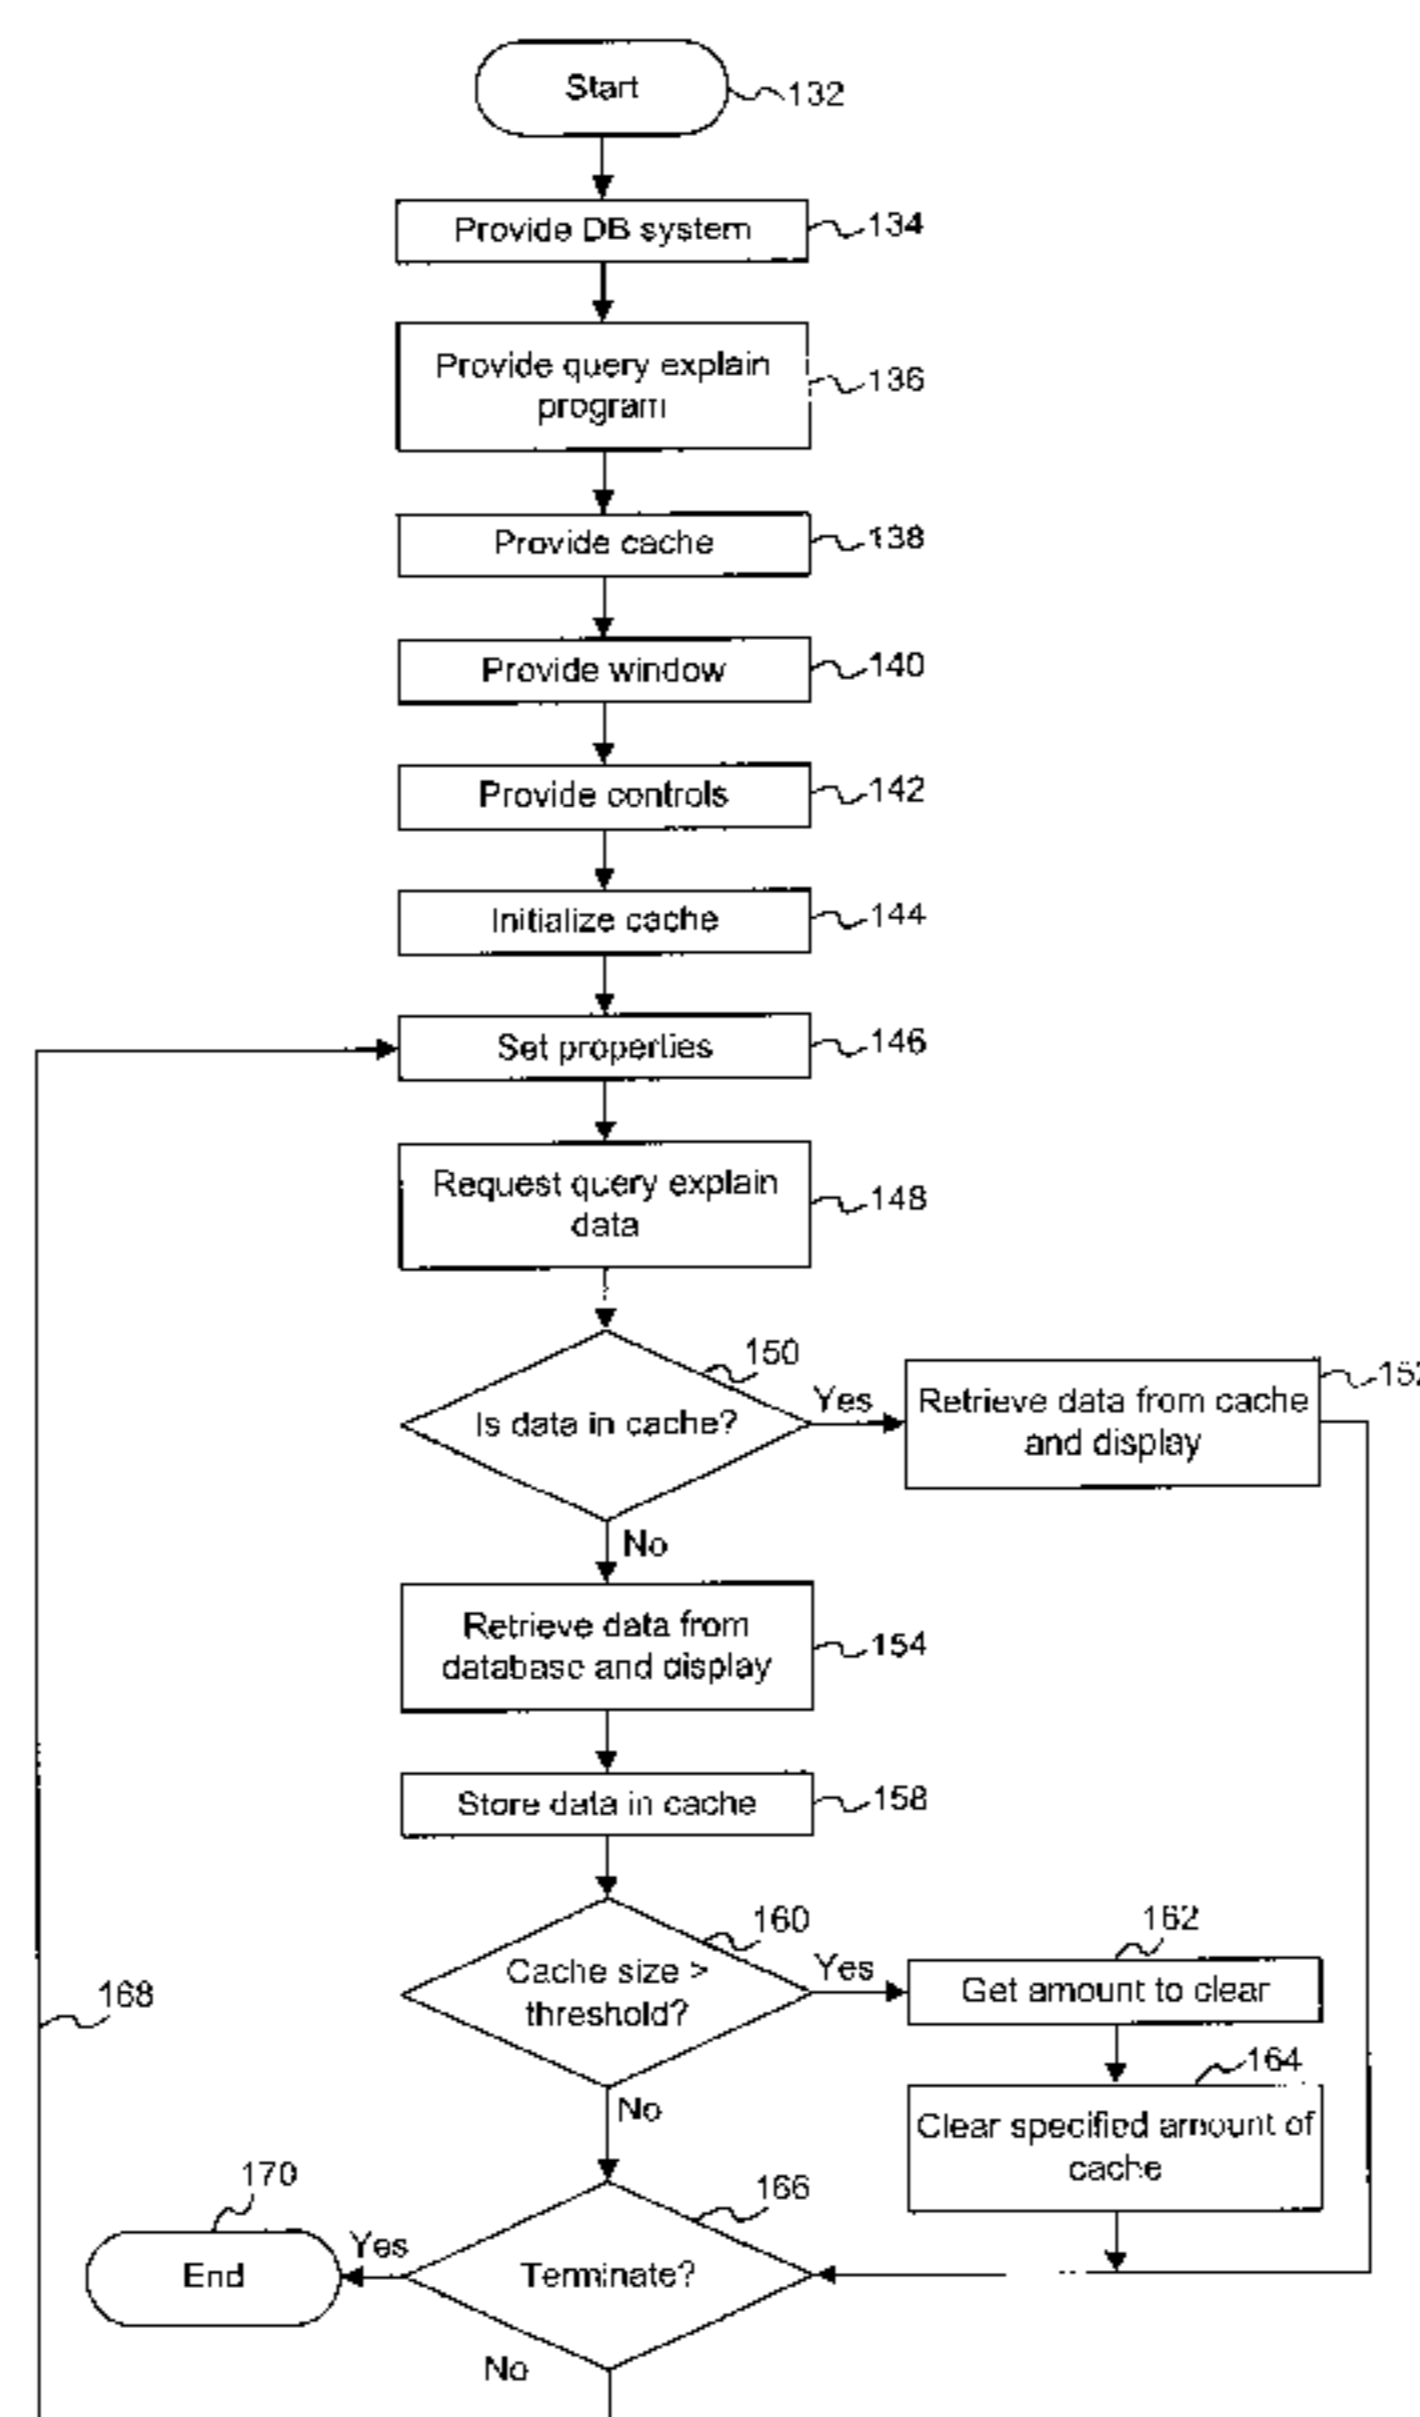 Start
132
Provide DB system
134
Provide query explain
program
136
Provide cache
138
Provide window
140
Provide controls
142
Initialize cache
144
Set properties
146
Request query explain
data
148
150
Is data in cache?
Yes
Retrieve data from cache
and display
No
Retrieve data from
database and display
154
Store data in cache
158
160
Cache size >
threshold?
Yes
162
Get amount to clear
168
164
Clear specified amount of
cache
No
170
End
Yes
166
Terminate?
No